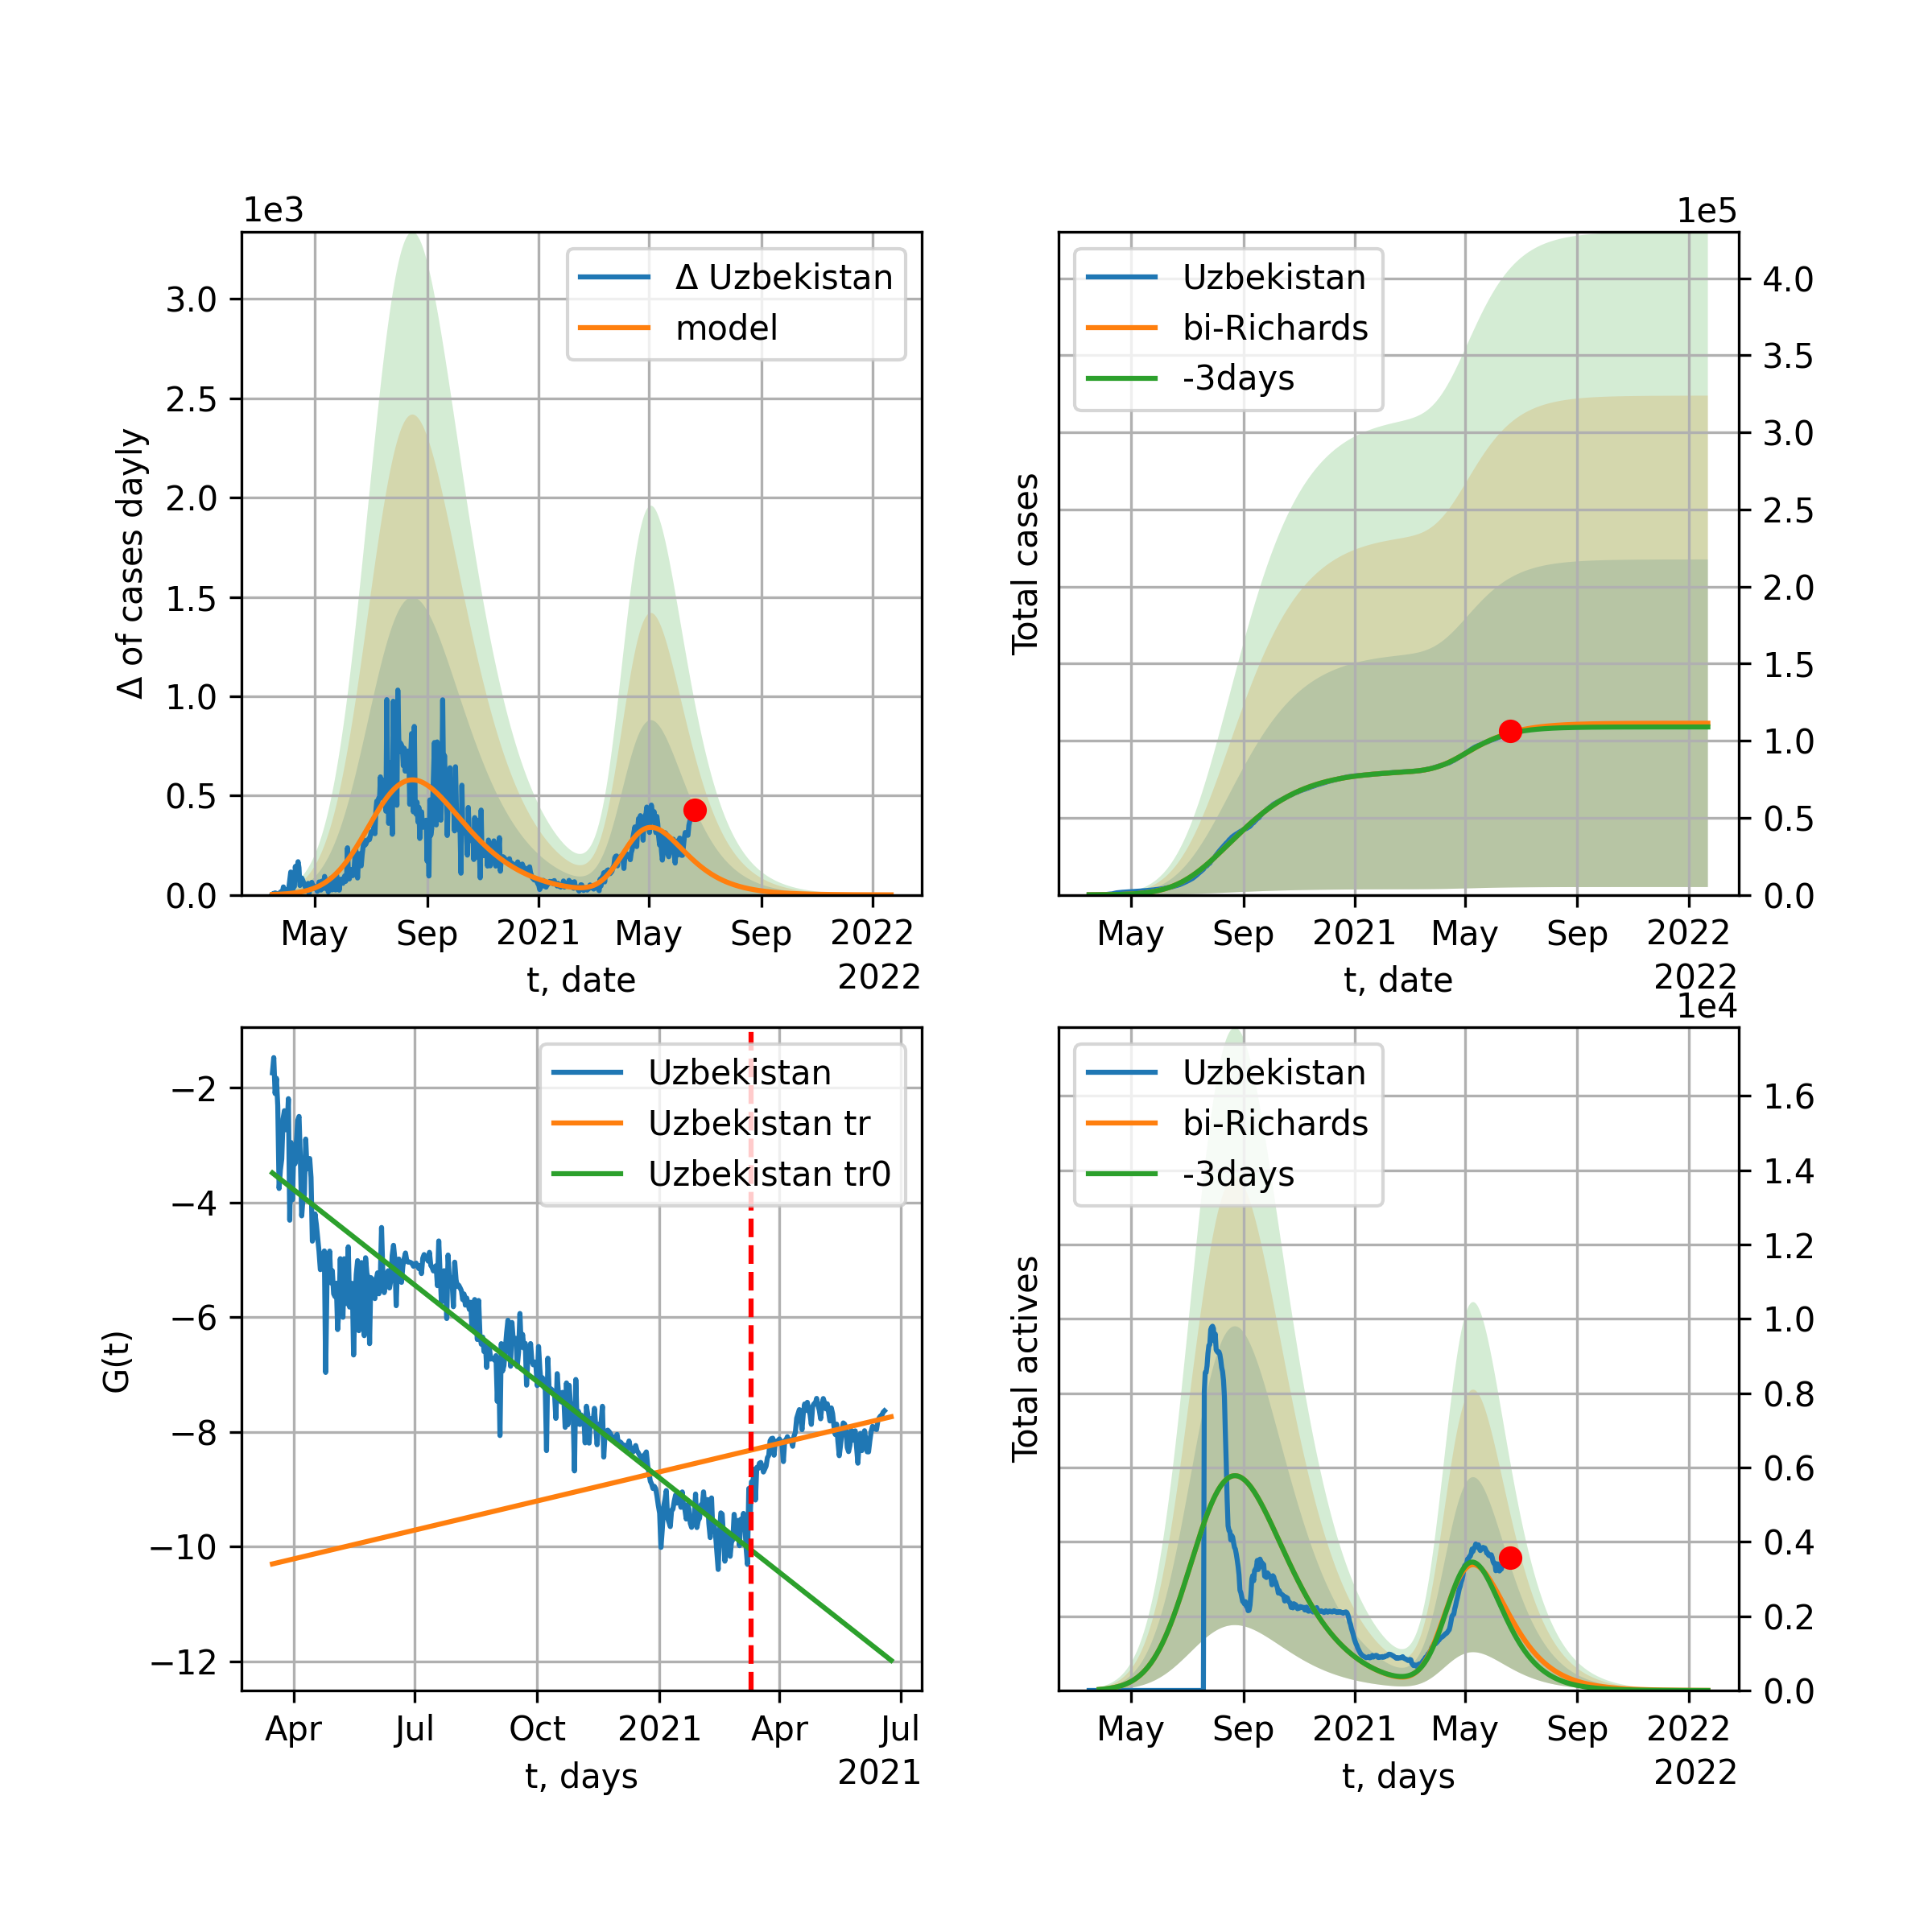 1e3
Δ of cases dayly
3.0
2.5
2.0
1.5
1.0
0.5
0.0
Δ Uzbekistan
model
May Sep 2021 May Sep 2022
t, date
2022
1e5
Total cases
Uzbekistan
bi-Richards
-3days
4.0
3.5
3.0
2.5
2.0
1.5
1.0
0.5
0.0
May Sep 2021 May Sep 2022
t, date
2022
G(t)
−2
−4
−6
−8
−10
−12
Uzbekistan
Uzbekistan tr
Uzbekistan tr0
Apr Jul Oct 2021 Apr Jul
t, days
2021
1e4
Total actives
Uzbekistan
bi-Richards
-3days
1.6
1.4
1.2
1.0
0.8
0.6
0.4
0.2
0.0
May Sep 2021 May Sep 2022
t, days
2022